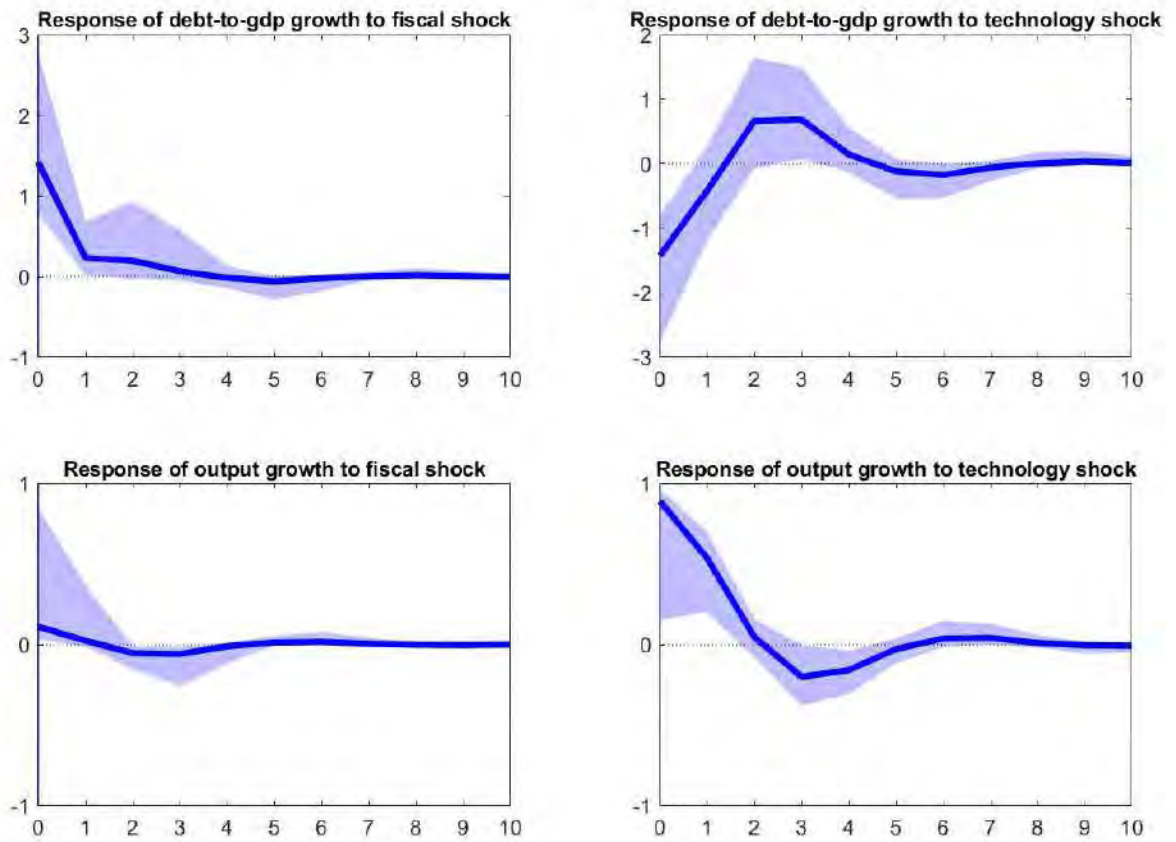 Response of debt-to-gdp growth to fiscal shock
3
2
1
0
-1
0 1 2 3 4 5 6 7 8 9 10
Response of debt-to-gdp growth to technology shock
2
1
0
-1
-2
-3
0 1 2 3 4 5 6 7 8 9 10
Response of output growth to fiscal shock
1
0
-1
0 1 2 3 4 5 6 7 8 9 10
Response of output growth to technology shock
1
0
-1
0 1 2 3 4 5 6 7 8 9 10